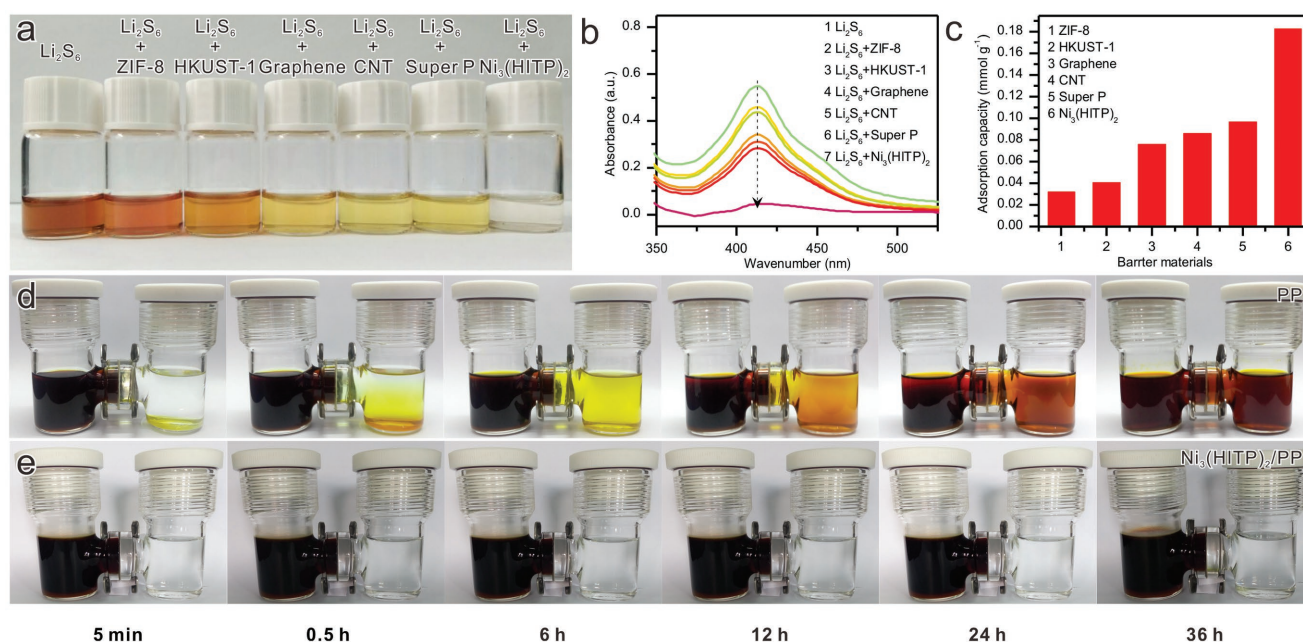 a
Li₂S₆
Li₂S₆
+
ZIF-8
Li₂S₆
+
HKUST-1
Li₂S₆
+
Graphene
Li₂S₆
+
CNT
Li₂S₆
+
Super P
Li₂S₆
+
Ni₃(HITP)₂
b
Absorbance (a.u.)
0.8
0.6
0.4
0.2
0.0
350
400
450
500
Wavenumber (nm)
1 Li₂S₆
2 Li₂S₆+ZIF-8
3 Li₂S₆+HKUST-1
4 Li₂S₆+Graphene
5 Li₂S₆+CNT
6 Li₂S₆+Super P
7 Li₂S₆+Ni₃(HITP)₂
c
Adsorption capacity (mmol g⁻¹)
0.18
0.16
0.14
0.12
0.10
0.08
0.06
0.04
0.02
0.00
1 ZIF-8
2 HKUST-1
3 Graphene
4 CNT
5 Super P
6 Ni₃(HITP)₂
1
2
3
4
5
6
Barrter materials
d
PP
e
Ni₃(HITP)₂/PP
5 min
0.5 h
6 h
12 h
24 h
36 h